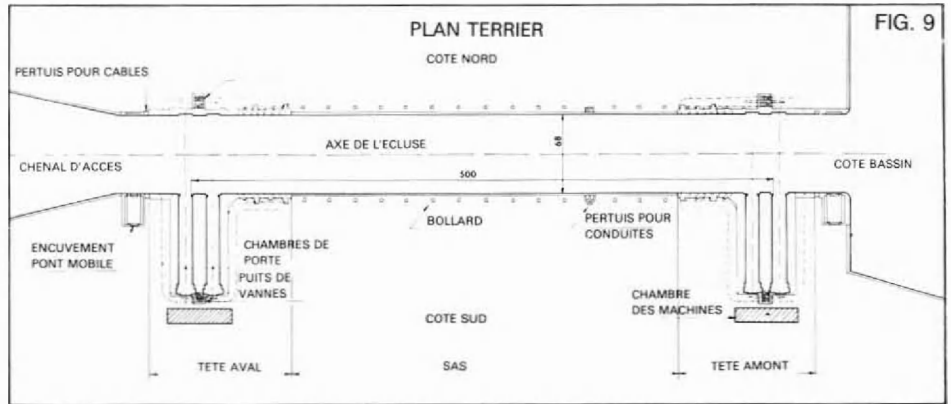 PLAN TERRIER
FIG. 9
COTE NORD
PERTUIS POUR CABLES
AXE DE L'ECLUSE
68
CHENAL D'ACCES
COTE BASSIN
500
BOLLARD
PERTUIS POUR
CONDUITES
ENCUVEMENT
PONT MOBILE
CHAMBRES DE
PORTE
PUITS DE
VANNES
CHAMBRE
DES MACHINES
COTE SUD
TETE AVAL
SAS
TETE AMONT